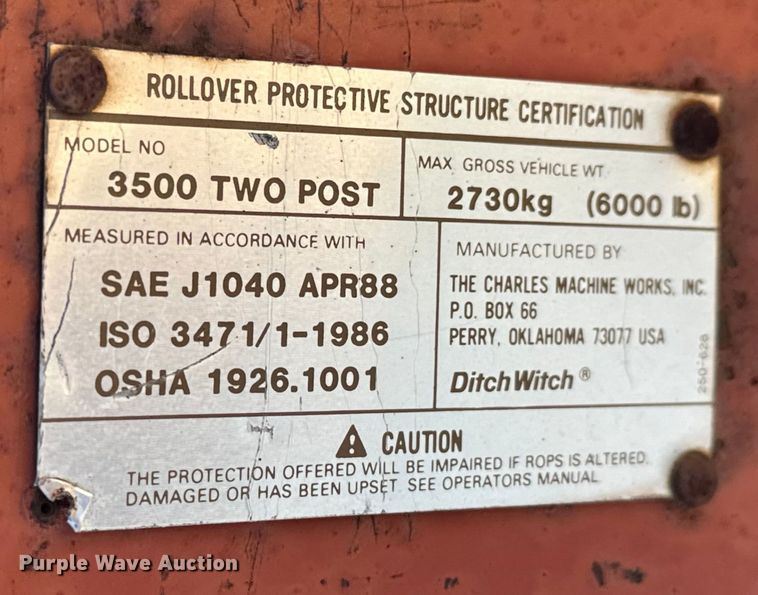 ROLLOVER PROTECTIVE STRUCTURE CERTIFICATION
MODEL NO
3500 TWO POST
MAX. GROSS VEHICLE WT.
2730kg (6000 lb)
MEASURED IN ACCORDANCE WITH
SAE J1040 APR88
ISO 3471/1-1986
OSHA 1926.1001
MANUFACTURED BY
THE CHARLES MACHINE WORKS, INC.
P.O. BOX 66
PERRY, OKLAHOMA 73077 USA
DitchWitch®
250-628
⚠ CAUTION
THE PROTECTION OFFERED WILL BE IMPAIRED IF ROPS IS ALTERED.
DAMAGED OR HAS BEEN UPSET SEE OPERATORS MANUAL
Purple Wave Auction